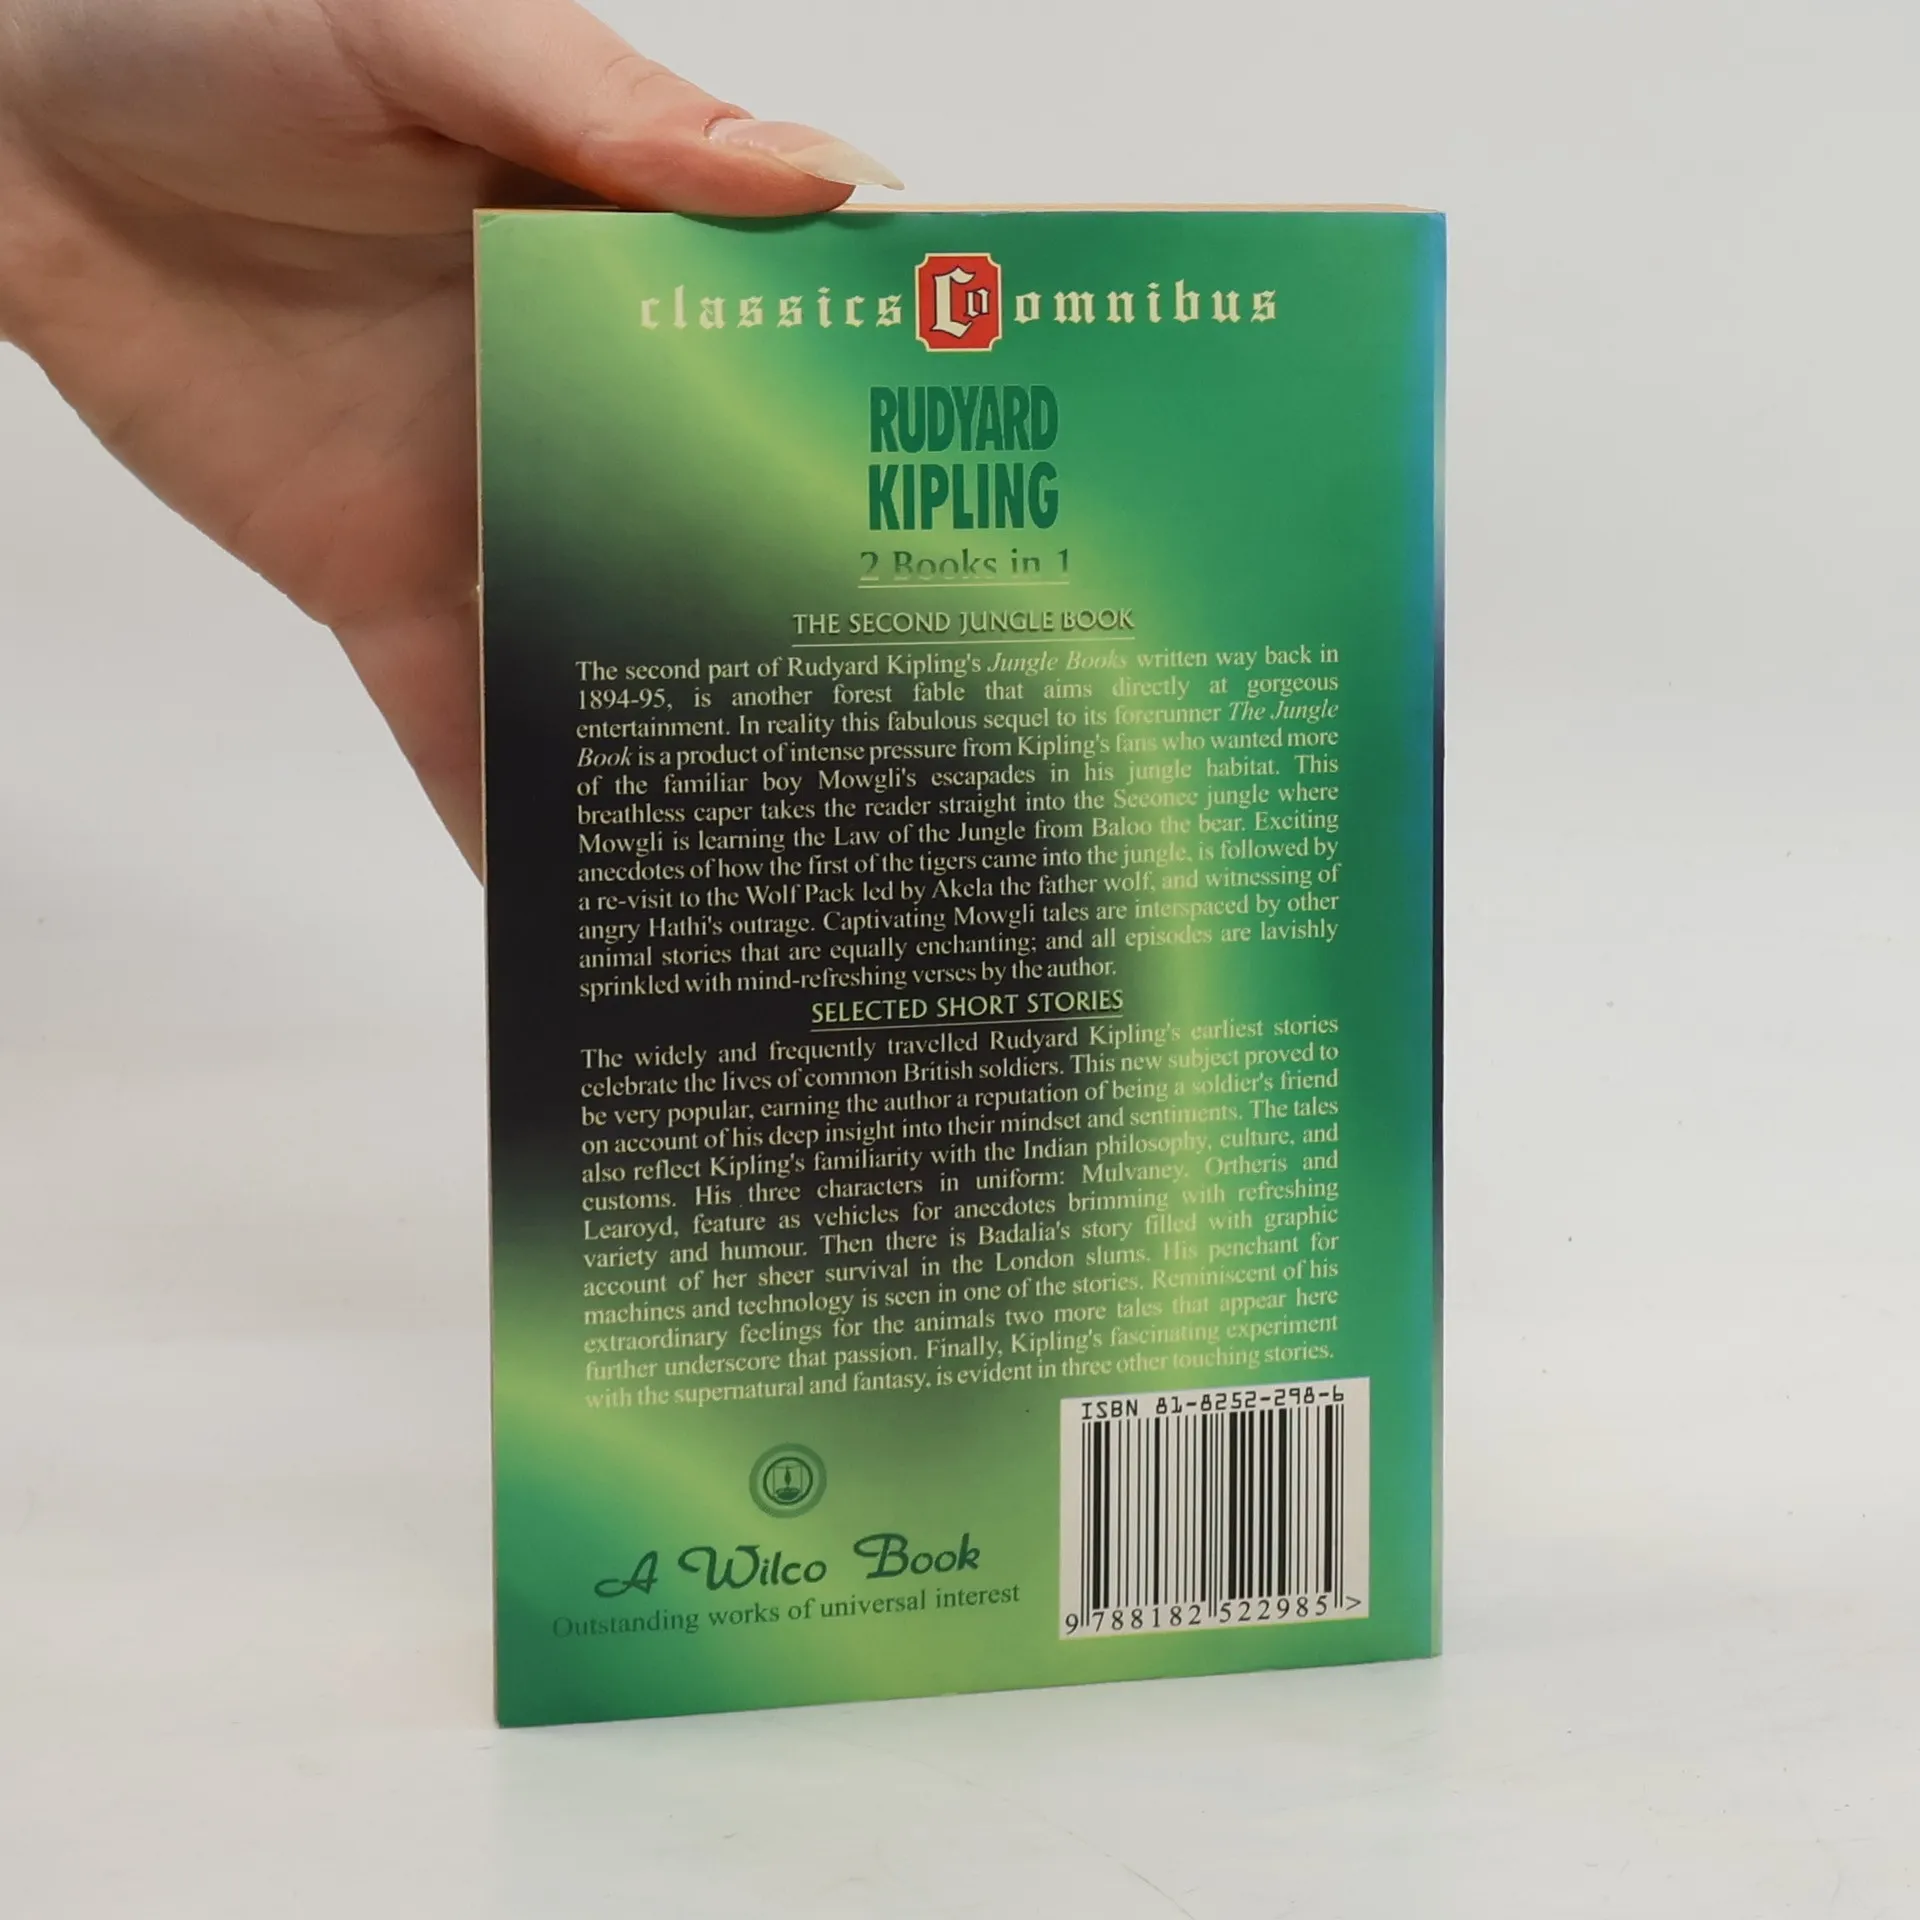 classics Co omnibus
RUDYARD
KIPLING
2 Books in 1
THE SECOND JUNGLE BOOK
The second part of Rudyard Kipling's Jungle Books written way back in
1894-95, is another forest fable that aims directly at gorgeous
entertainment. In reality this fabulous sequel to its forerunner The Jungle
Book is a product of intense pressure from Kipling's fans who wanted more
of the familiar boy Mowgli's escapades in his jungle habitat. This
breathless caper takes the reader straight into the Seeonee jungle where
Mowgli is learning the Law of the Jungle from Baloo the bear. Exciting
anecdotes of how the first of the tigers came into the jungle, is followed by
a re-visit to the Wolf Pack led by Akela the father wolf, and witnessing of
angry Hathi's outrage. Captivating Mowgli tales are interspaced by other
animal stories that are equally enchanting; and all episodes are lavishly
sprinkled with mind-refreshing verses by the author.
SELECTED SHORT STORIES
The widely and frequently travelled Rudyard Kipling's earliest stories
celebrate the lives of common British soldiers. This new subject proved to
be very popular, earning the author a reputation of being a soldier's friend
on account of his deep insight into their mindset and sentiments. The tales
also reflect Kipling's familiarity with the Indian philosophy, culture, and
customs. His three characters in uniform: Mulvaney, Ortheris and
Learoyd, feature as vehicles for anecdotes brimming with refreshing
variety and humour. Then there is Badalia's story filled with graphic
account of her sheer survival in the London slums. His penchant for
machines and technology is seen in one of the stories. Reminiscent of his
extraordinary feelings for the animals two more tales that appear here
further underscore that passion. Finally, Kipling's fascinating experiment
with the supernatural and fantasy, is evident in three other touching stories.
ISBN 81-8252-298-6
A Wilco Book
Outstanding works of universal interest
9 788182 522985 >